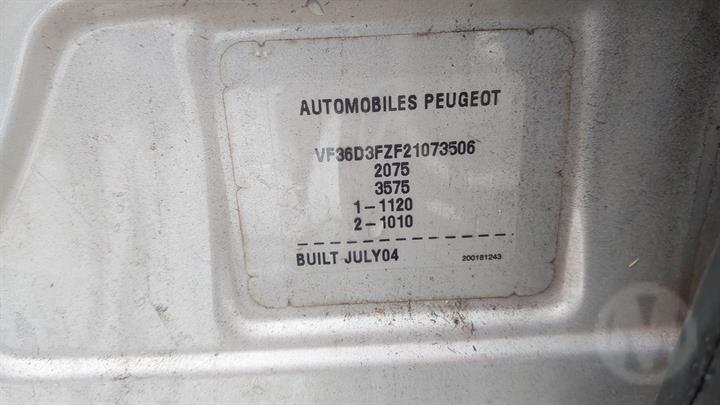 AUTOMOBILES PEUGEOT
VF36D3FZF21073506
2075
3575
1-1120
2-1010
BUILT JULY04 200181243